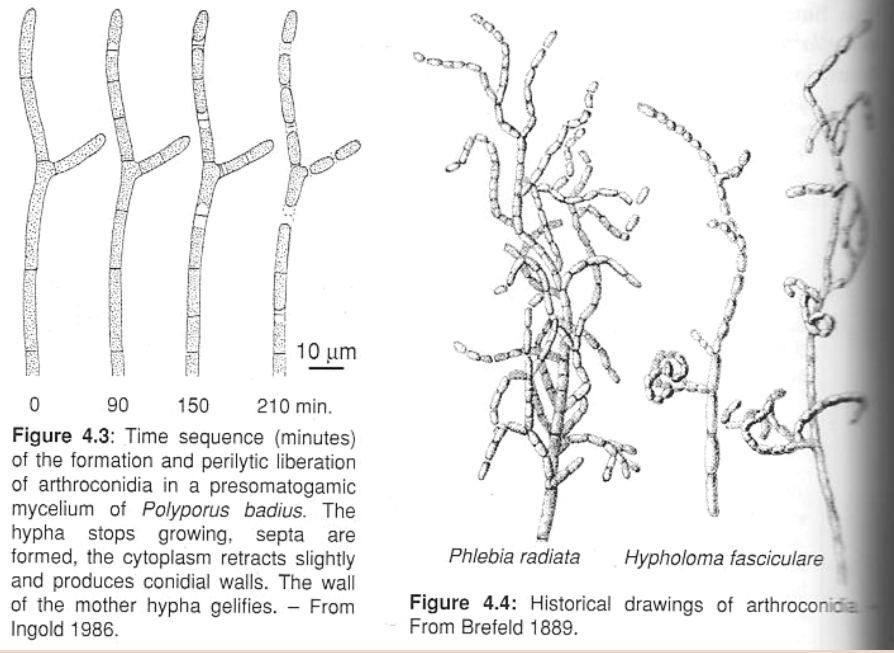 10 µm
0 90 150 210 min.
Figure 4.3: Time sequence (minutes)
of the formation and perilytic liberation
of arthroconidia in a presomatogamic
mycelium of Polyporus badius. The
hypha stops growing, septa are
formed, the cytoplasm retracts slightly
and produces conidial walls. The wall
of the mother hypha gelifies. – From
Ingold 1986.
Phlebia radiata Hypholoma fasciculare
Figure 4.4: Historical drawings of arthroconidia. –
From Brefeld 1889.